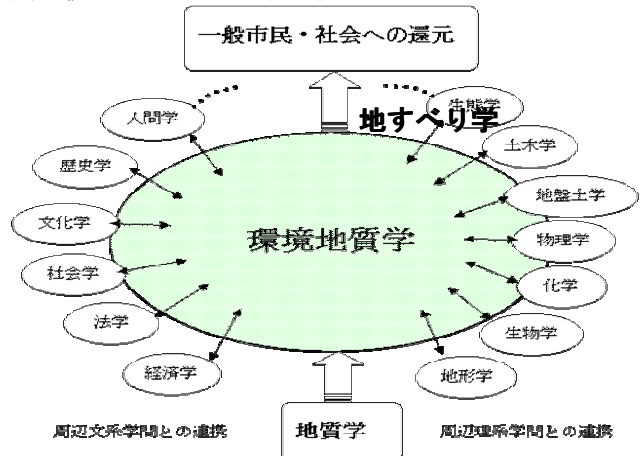 一般市民・社会への還元
人間学
生態学
地すべり学
歴史学
土木学
地盤土学
文化学
環境地質学
物理学
社会学
化学
法学
生物学
経済学
地形学
周辺文系学問との連携
地質学
周辺理系学問との連携